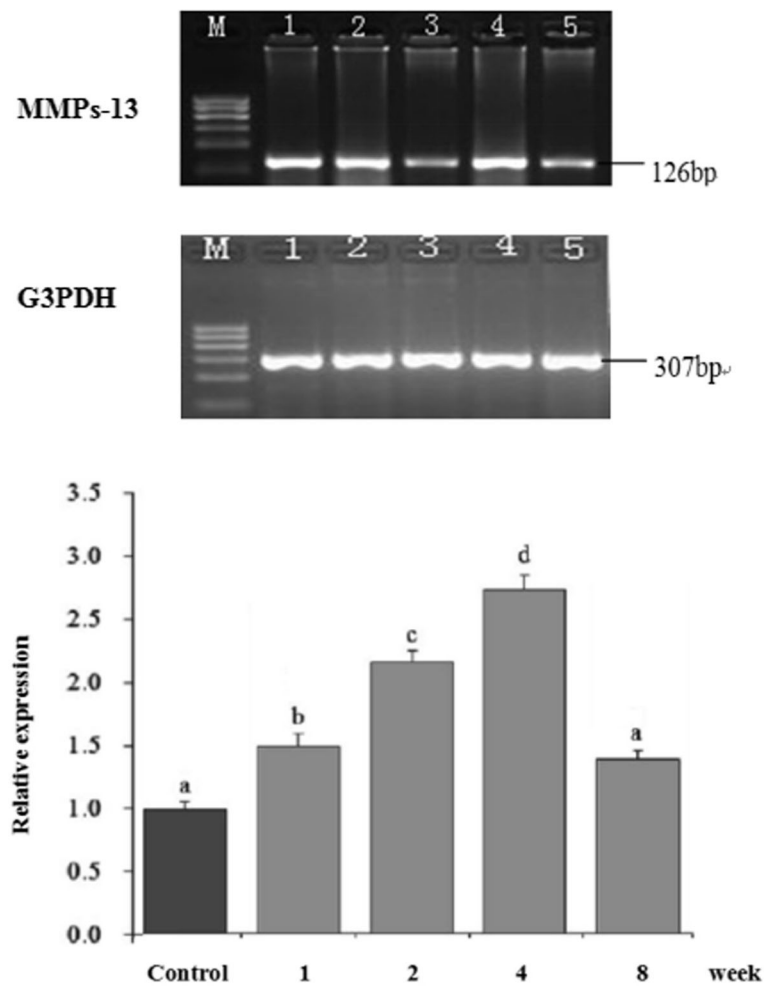 M 1 2 3 4 5
MMPs-13
126bp
M 1 2 3 4 5
G3PDH
307bp
3.5
3.0
2.5
2.0
1.5
1.0
0.5
0.0
Relative expression
a
b
c
d
a
Control 1 2 4 8 week